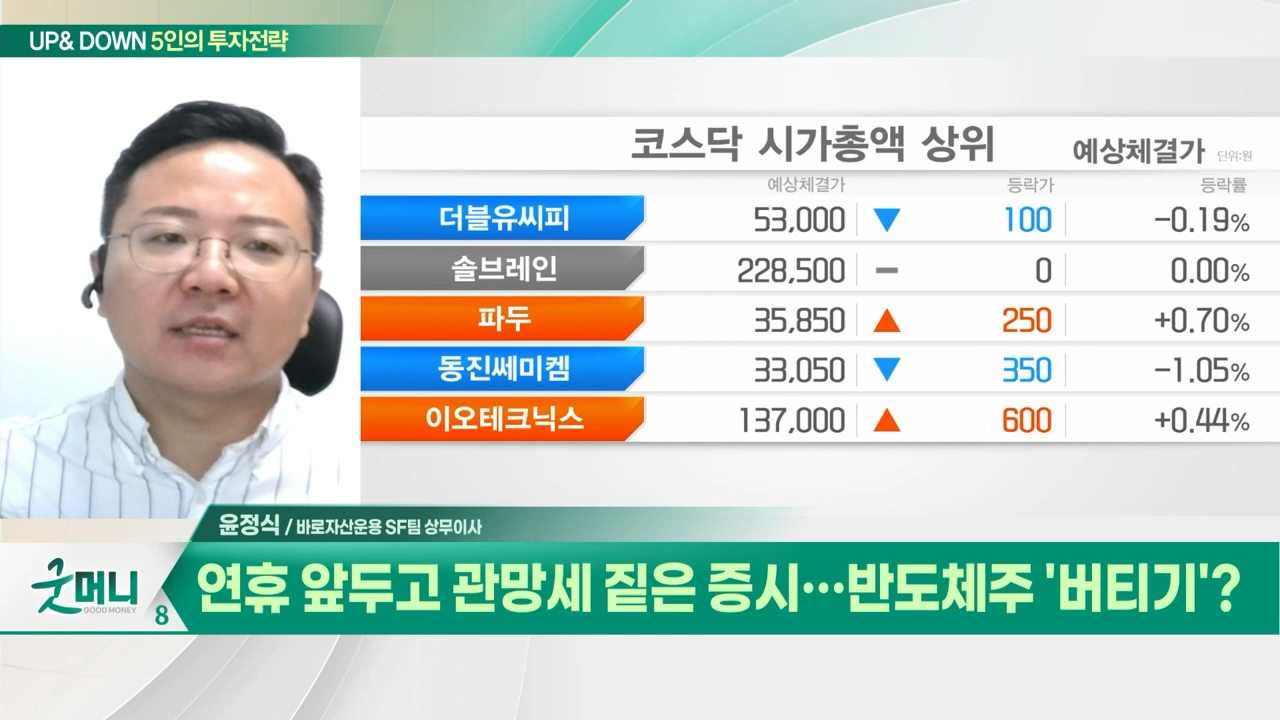 UP& DOWN 5인의 투자전략
코스닥 시가총액 상위 예상체결가 단위:원
예상체결가 등락가 등락률
더블유씨피 53,000 ▼ 100 -0.19%
솔브레인 228,500 - 0 0.00%
파두 35,850 ▲ 250 +0.70%
동진쎄미켐 33,050 ▼ 350 -1.05%
이오테크닉스 137,000 ▲ 600 +0.44%
윤정식 / 바로자산운용 SF팀 상무이사
연휴 앞두고 관망세 짙은 증시…반도체주 '버티기'?
굿머니
GOOD MONEY
8